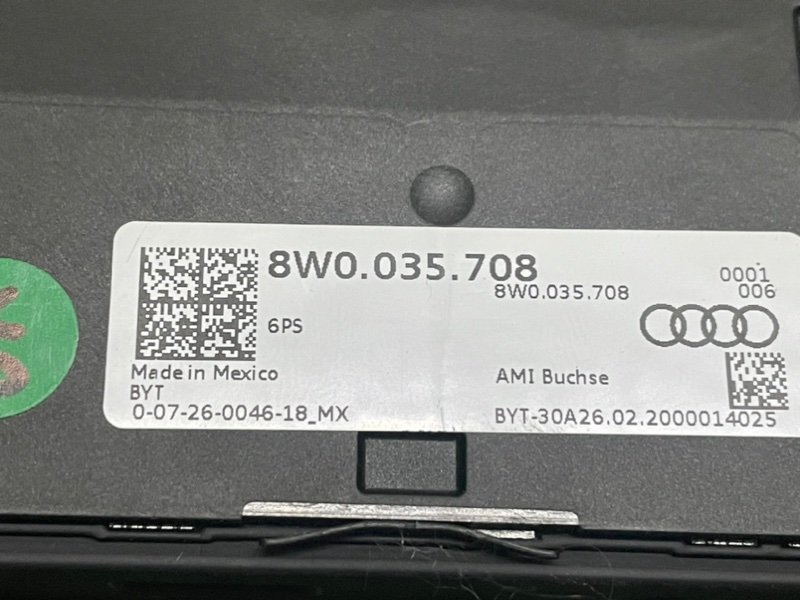 8W0.035.708
8W0.035.708
0001
006
6PS
Made in Mexico
BYT
0-07-26-0046-18_MX
AMI Buchse
BYT-30A26.02.2000014025